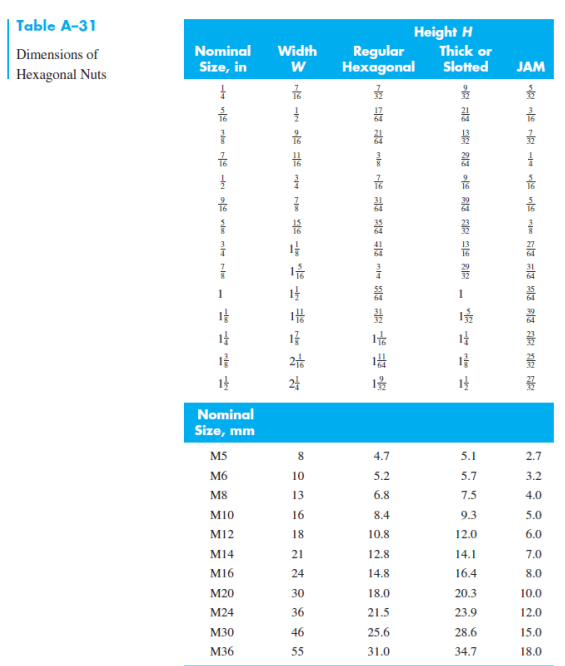 Table A–31
Dimensions of
Hexagonal Nuts
Height H
Nominal Width Regular Thick or
Size, in W Hexagonal Slotted JAM
1/4 7/16 7/32 9/32 5/32
5/16 1/2 17/64 21/64 3/16
3/8 9/16 21/64 13/32 7/32
7/16 11/16 3/8 29/64 1/4
1/2 3/4 7/16 9/16 5/16
9/16 7/8 31/64 39/64 5/16
5/8 15/16 35/64 23/32 3/8
3/4 1 1/8 41/64 13/16 27/64
7/8 1 5/16 3/4 29/32 31/64
1 1 1/2 55/64 1 35/64
1 1/8 1 11/16 31/32 1 5/32 39/64
1 1/4 1 7/8 1 1/16 1 1/4 23/32
1 3/8 2 1/16 1 11/64 1 3/8 25/32
1 1/2 2 1/4 1 9/32 1 1/2 27/32
Nominal
Size, mm
M5 8 4.7 5.1 2.7
M6 10 5.2 5.7 3.2
M8 13 6.8 7.5 4.0
M10 16 8.4 9.3 5.0
M12 18 10.8 12.0 6.0
M14 21 12.8 14.1 7.0
M16 24 14.8 16.4 8.0
M20 30 18.0 20.3 10.0
M24 36 21.5 23.9 12.0
M30 46 25.6 28.6 15.0
M36 55 31.0 34.7 18.0